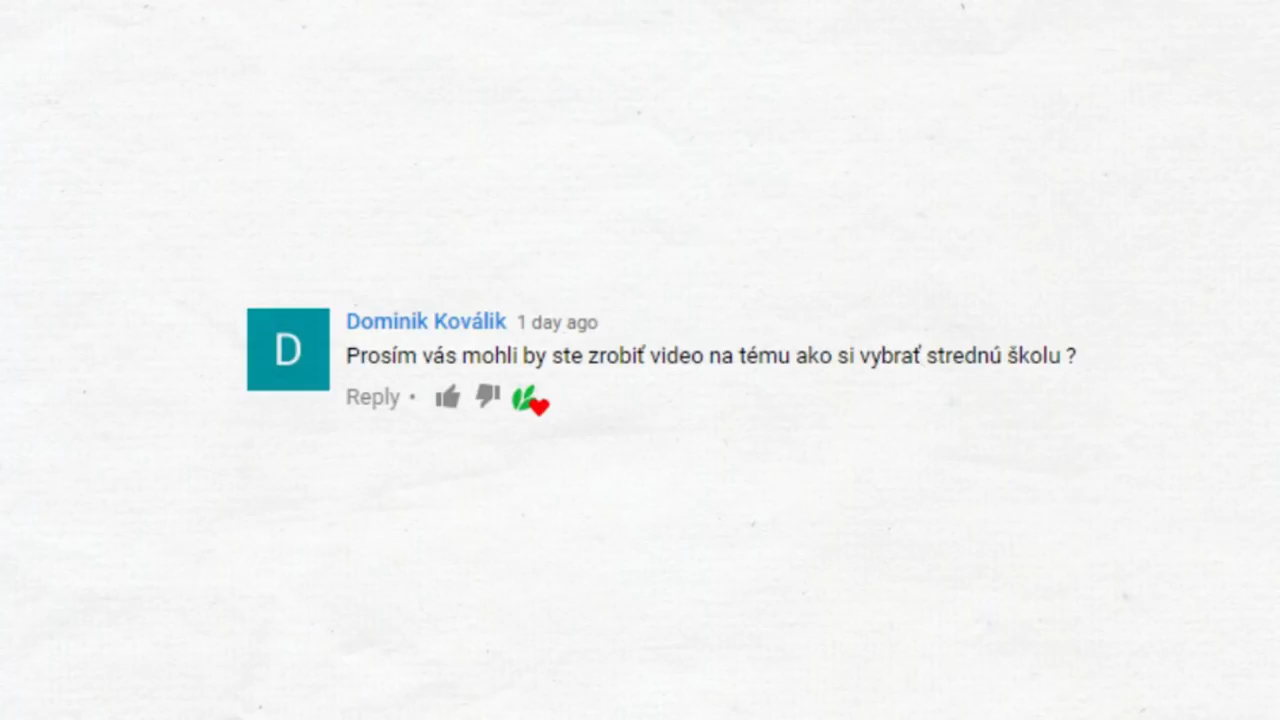 D
Dominik Koválik 1 day ago
Prosím vás mohli by ste zrobiť video na tému ako si vybrať strednú školu ?
Reply •